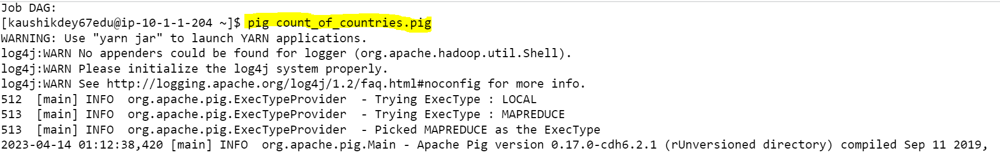 Job DAG:
[kaushikdey67edu@ip-10-1-1-204 ~]$ pig count_of_countries.pig
WARNING: Use "yarn jar" to launch YARN applications.
log4j:WARN No appenders could be found for logger (org.apache.hadoop.util.Shell).
log4j:WARN Please initialize the log4j system properly.
log4j:WARN See http://logging.apache.org/log4j/1.2/faq.html#noconfig for more info.
512  [main] INFO  org.apache.pig.ExecTypeProvider  - Trying ExecType : LOCAL
513  [main] INFO  org.apache.pig.ExecTypeProvider  - Trying ExecType : MAPREDUCE
513  [main] INFO  org.apache.pig.ExecTypeProvider  - Picked MAPREDUCE as the ExecType
2023-04-14 01:12:38,420 [main] INFO  org.apache.pig.Main - Apache Pig version 0.17.0-cdh6.2.1 (rUnversioned directory) compiled Sep 11 2019,